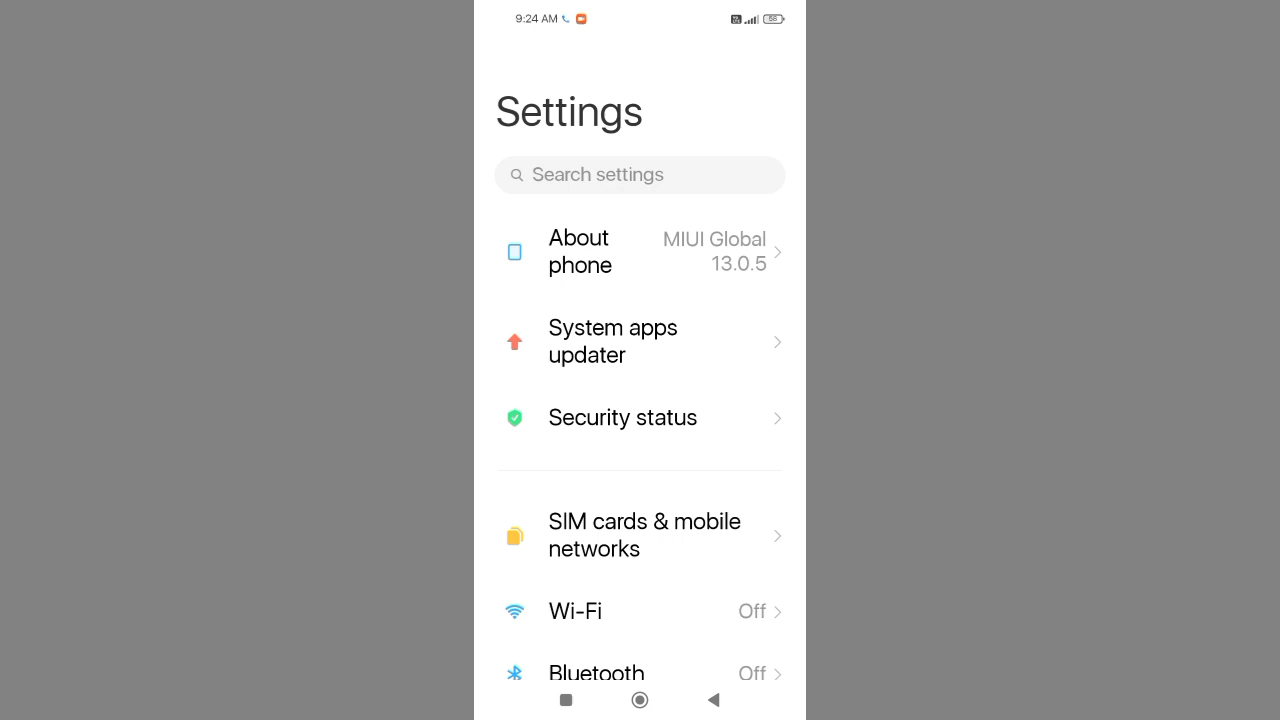 9:24 AM
58
Settings
Search settings
About phone
MIUI Global 13.0.5
System apps
updater
Security status
SIM cards & mobile
networks
Wi-Fi
Off
Bluetooth
Off